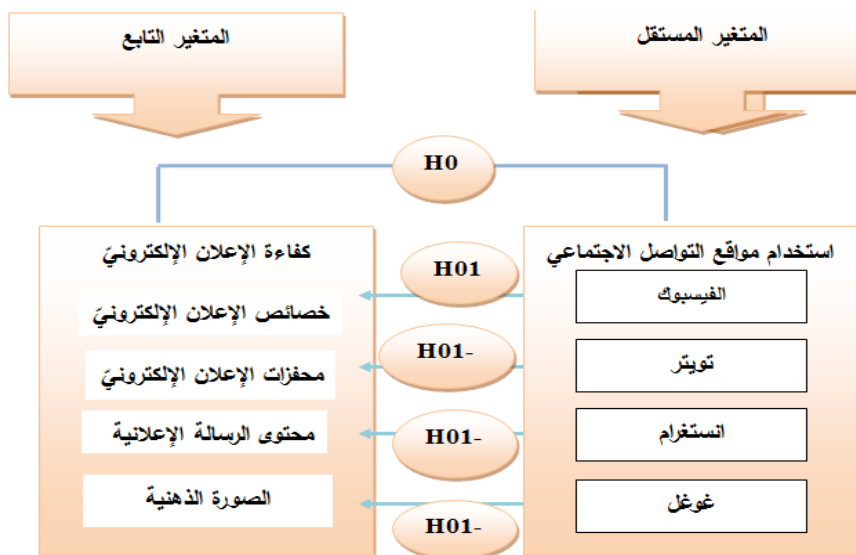 المتغير المستقل
المتغير التابع
H0
استخدام مواقع التواصل الاجتماعي
الفيسبوك
تويتر
انستغرام
غوغل
H01
H01-
H01-
H01-
كفاءة الإعلان الإلكترونيّ
خصائص الإعلان الإلكترونيّ
محفزات الإعلان الإلكترونيّ
محتوى الرسالة الإعلانية
الصورة الذهنية